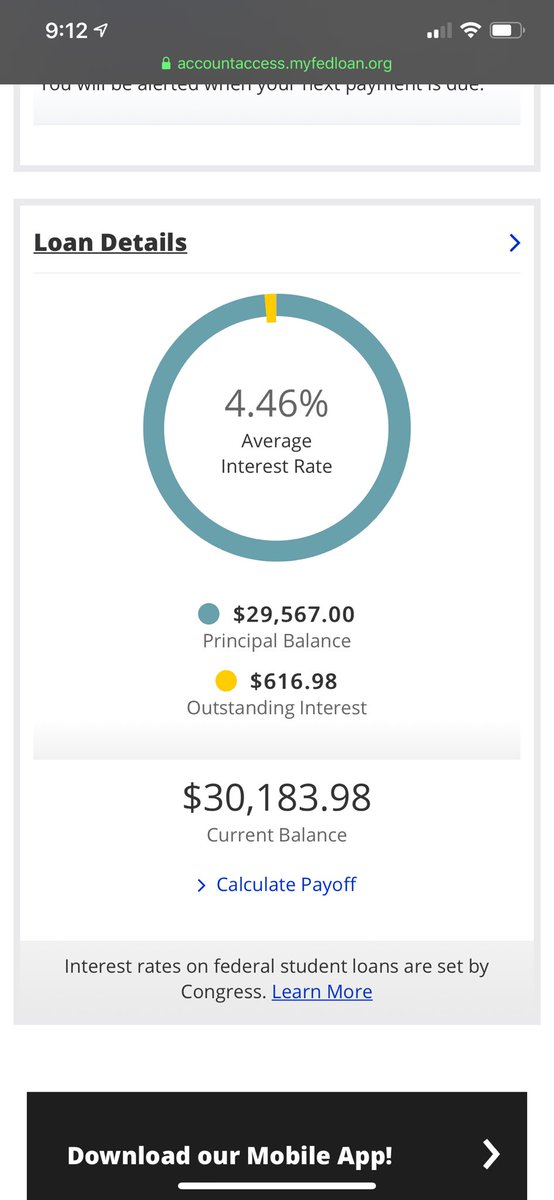 9:12
accountaccess.myfedloan.org
You will be alerted when your next payment is due.
Loan Details
4.46%
Average
Interest Rate
$29,567.00
Principal Balance
$616.98
Outstanding Interest
$30,183.98
Current Balance
Calculate Payoff
Interest rates on federal student loans are set by
Congress. Learn More
Download our Mobile App!